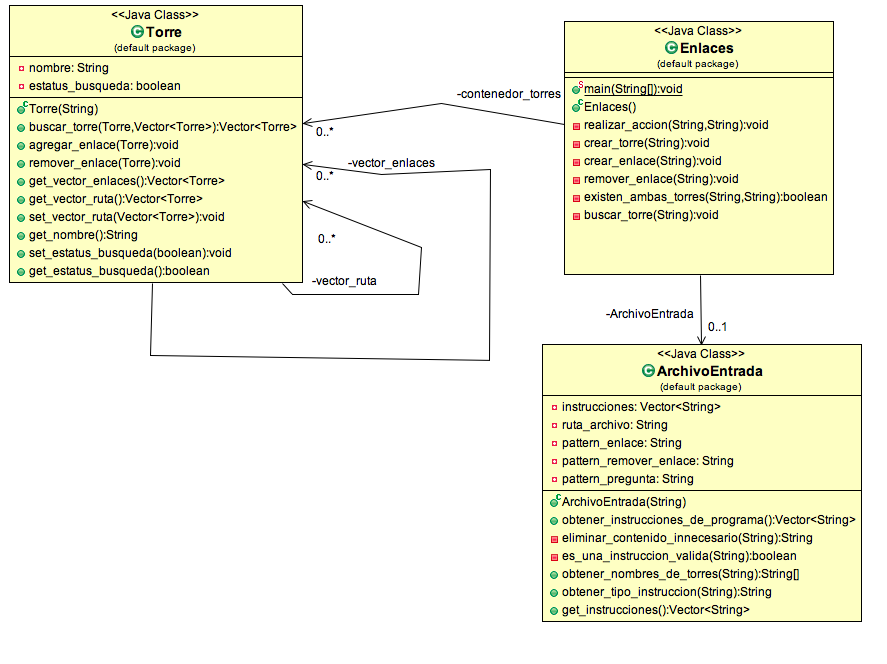 <<Java Class>>
Torre
(default package)
nombre: String
estatus_busqueda: boolean
Torre(String)
buscar_torre(Torre,Vector<Torre>):Vector<Torre>
agregar_enlace(Torre):void
remover_enlace(Torre):void
get_vector_enlaces():Vector<Torre>
get_vector_ruta():Vector<Torre>
set_vector_ruta(Vector<Torre>):void
get_nombre():String
set_estatus_busqueda(boolean):void
get_estatus_busqueda():boolean
-contenedor_torres
0..*
-vector_enlaces
0..*
0..*
-vector_ruta
<<Java Class>>
Enlaces
(default package)
main(String[]):void
Enlaces()
realizar_accion(String,String):void
crear_torre(String):void
crear_enlace(String):void
remover_enlace(String):void
existen_ambas_torres(String,String):boolean
buscar_torre(String):void
-ArchivoEntrada
0..1
<<Java Class>>
ArchivoEntrada
(default package)
instrucciones: Vector<String>
ruta_archivo: String
pattern_enlace: String
pattern_remover_enlace: String
pattern_pregunta: String
ArchivoEntrada(String)
obtener_instrucciones_de_programa():Vector<String>
eliminar_contenido_innecesario(String):String
es_una_instruccion_valida(String):boolean
obtener_nombres_de_torres(String):String[]
obtener_tipo_instruccion(String):String
get_instrucciones():Vector<String>